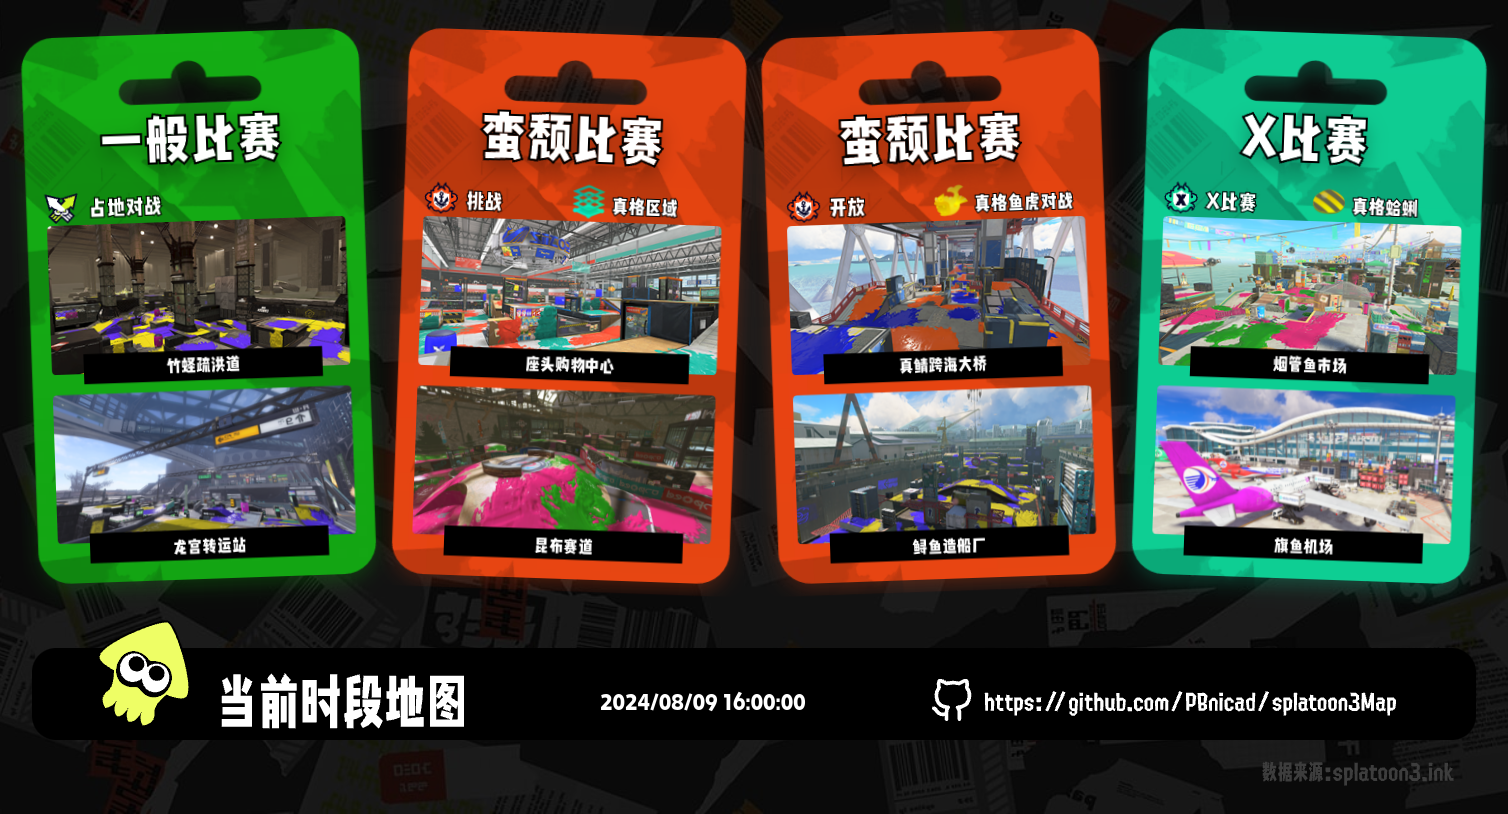 一般比赛
占地对战
竹蛏疏洪道
龙宫转运站
蛮颓比赛
挑战
真格区域
座头购物中心
昆布赛道
蛮颓比赛
开放
真格鱼虎对战
真鲭跨海大桥
鲟鱼造船厂
X比赛
X比赛
真格蛤蜊
烟管鱼市场
旗鱼机场
当前时段地图
2024/08/09 16:00:00
https://github.com/PBnicad/splatoon3Map
数据来源:splatoon3.ink